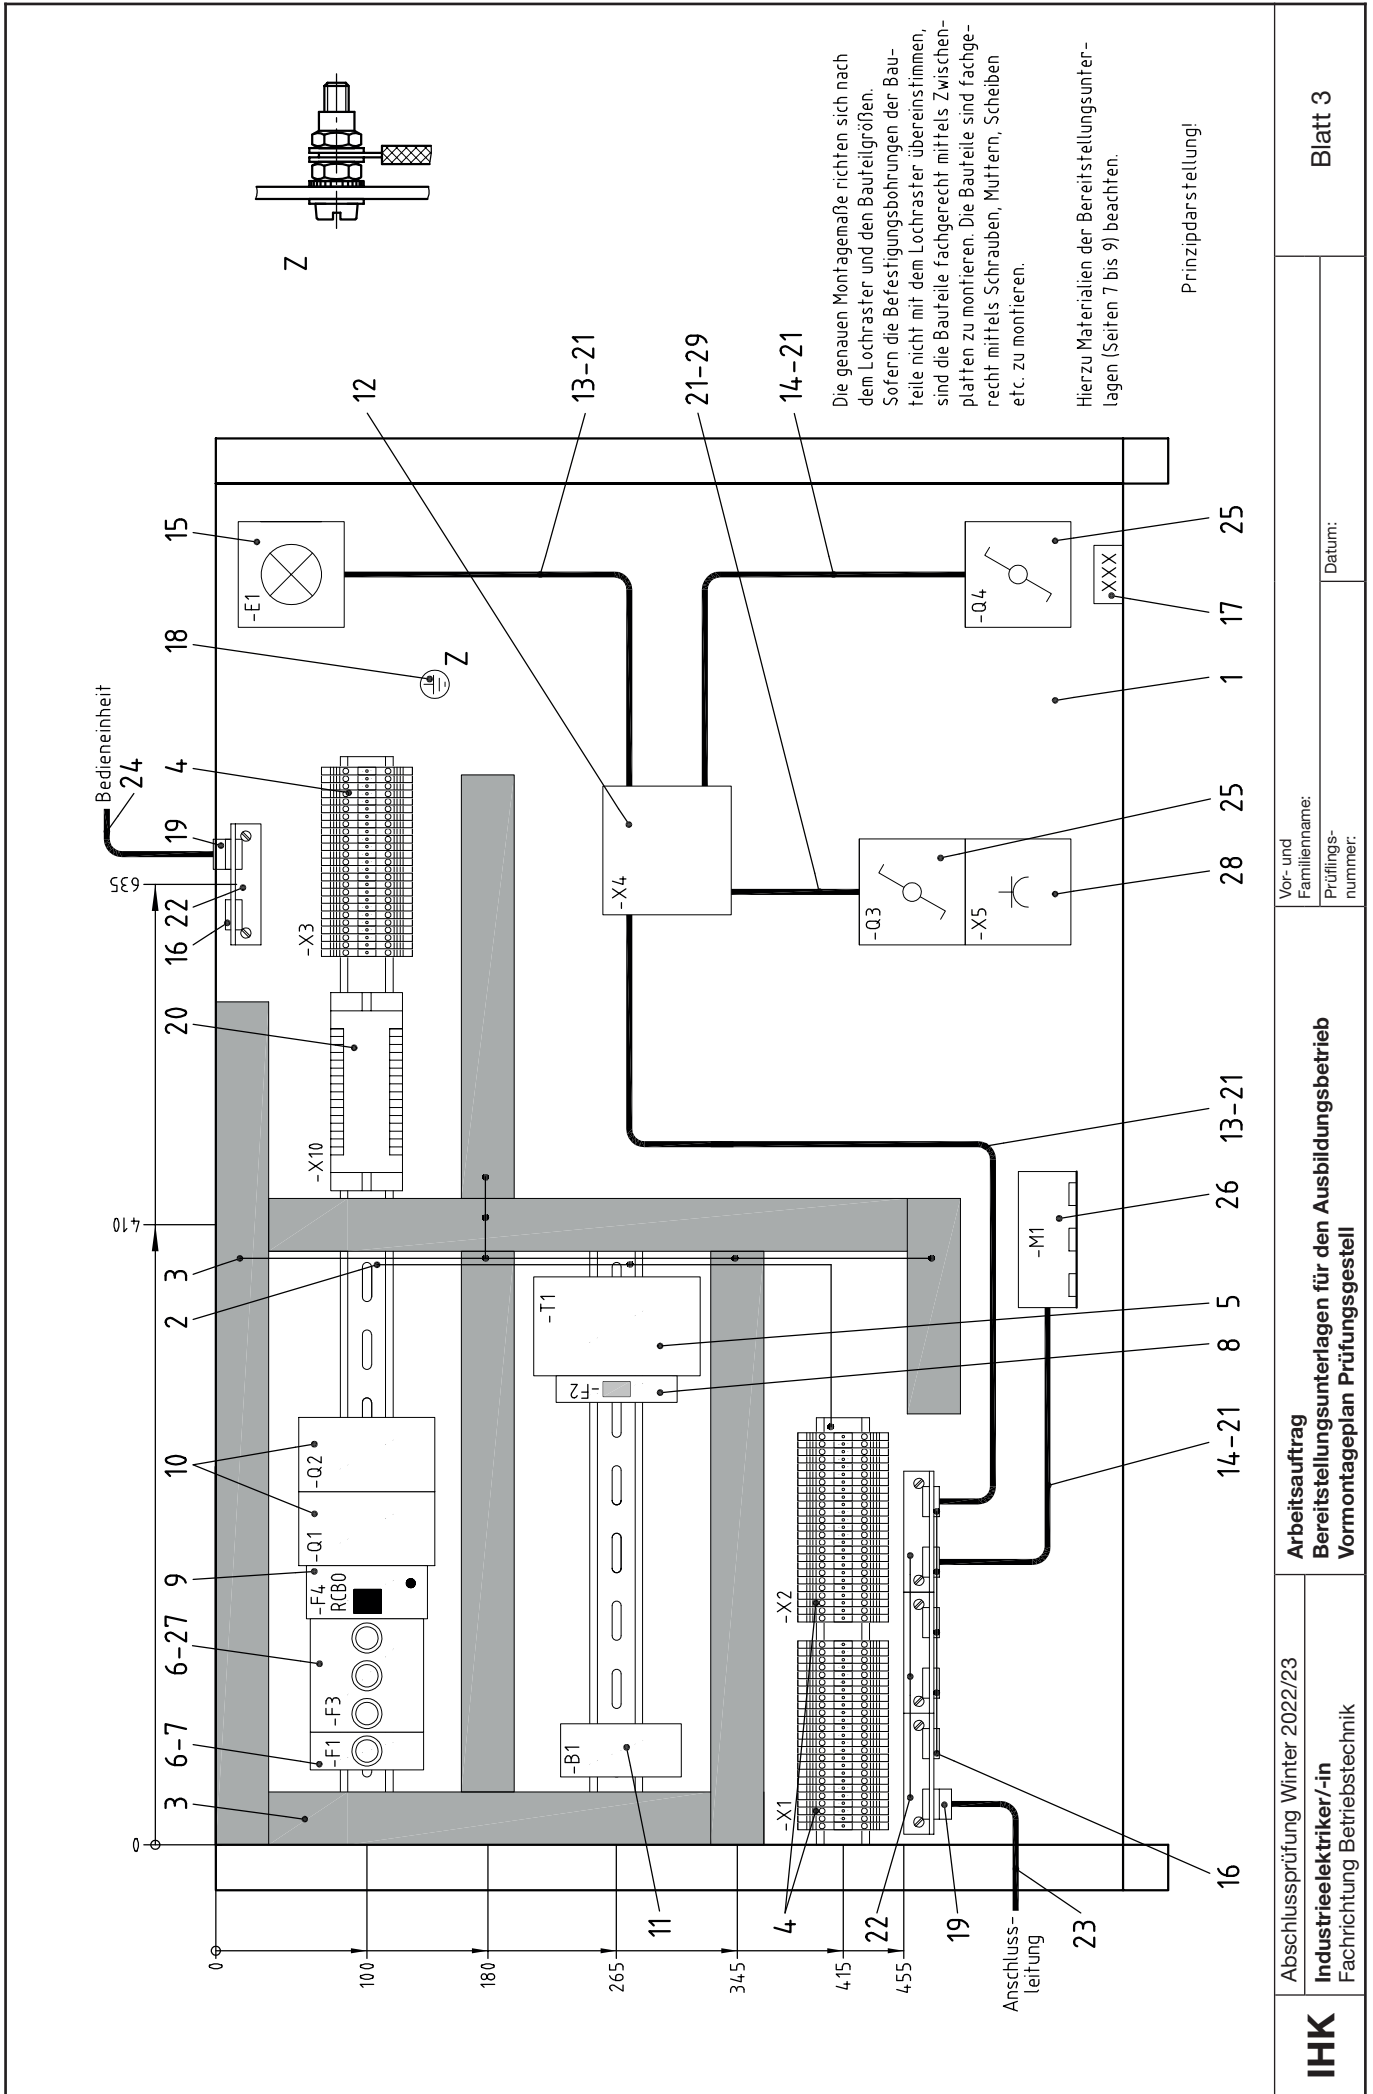 Bedieneinheit
24
0
410
635
3
6-7
6-27
9
10
2
3
20
16
22
19
4
18
15
Z
0
100
180
265
345
415
455
-F1
-F3
-F4
RCBO
-Q1
-Q2
-X10
-X3
-E1
Z
12
13-21
21-29
14-21
-B1
-F2
-T1
-X4
11
4
22
19
Anschluss-
leitung
23
-X1
-X2
-M1
-Q3
-X5
-Q4
XXX
16
14-21
8
5
26
13-21
28
25
1
17
25
Die genauen Montagemaße richten sich nach
dem Lochraster und den Bauteilgrößen.
Sofern die Befestigungsbohrungen der Bau-
teile nicht mit dem Lochraster übereinstimmen,
sind die Bauteile fachgerecht mittels Zwischen-
platten zu montieren. Die Bauteile sind fachge-
recht mittels Schrauben, Muttern, Scheiben
etc. zu montieren.
Hierzu Materialien der Bereitstellungsunter-
lagen (Seiten 7 bis 9) beachten.
Prinzipdarstellung!
IHK
Abschlussprüfung Winter 2022/23
Industrieelektriker/-in
Fachrichtung Betriebstechnik
Arbeitsauftrag
Bereitstellungsunterlagen für den Ausbildungsbetrieb
Vormontageplan Prüfungsgestell
Vor- und
Familienname:
Prüflings-
nummer:
Datum:
Blatt 3